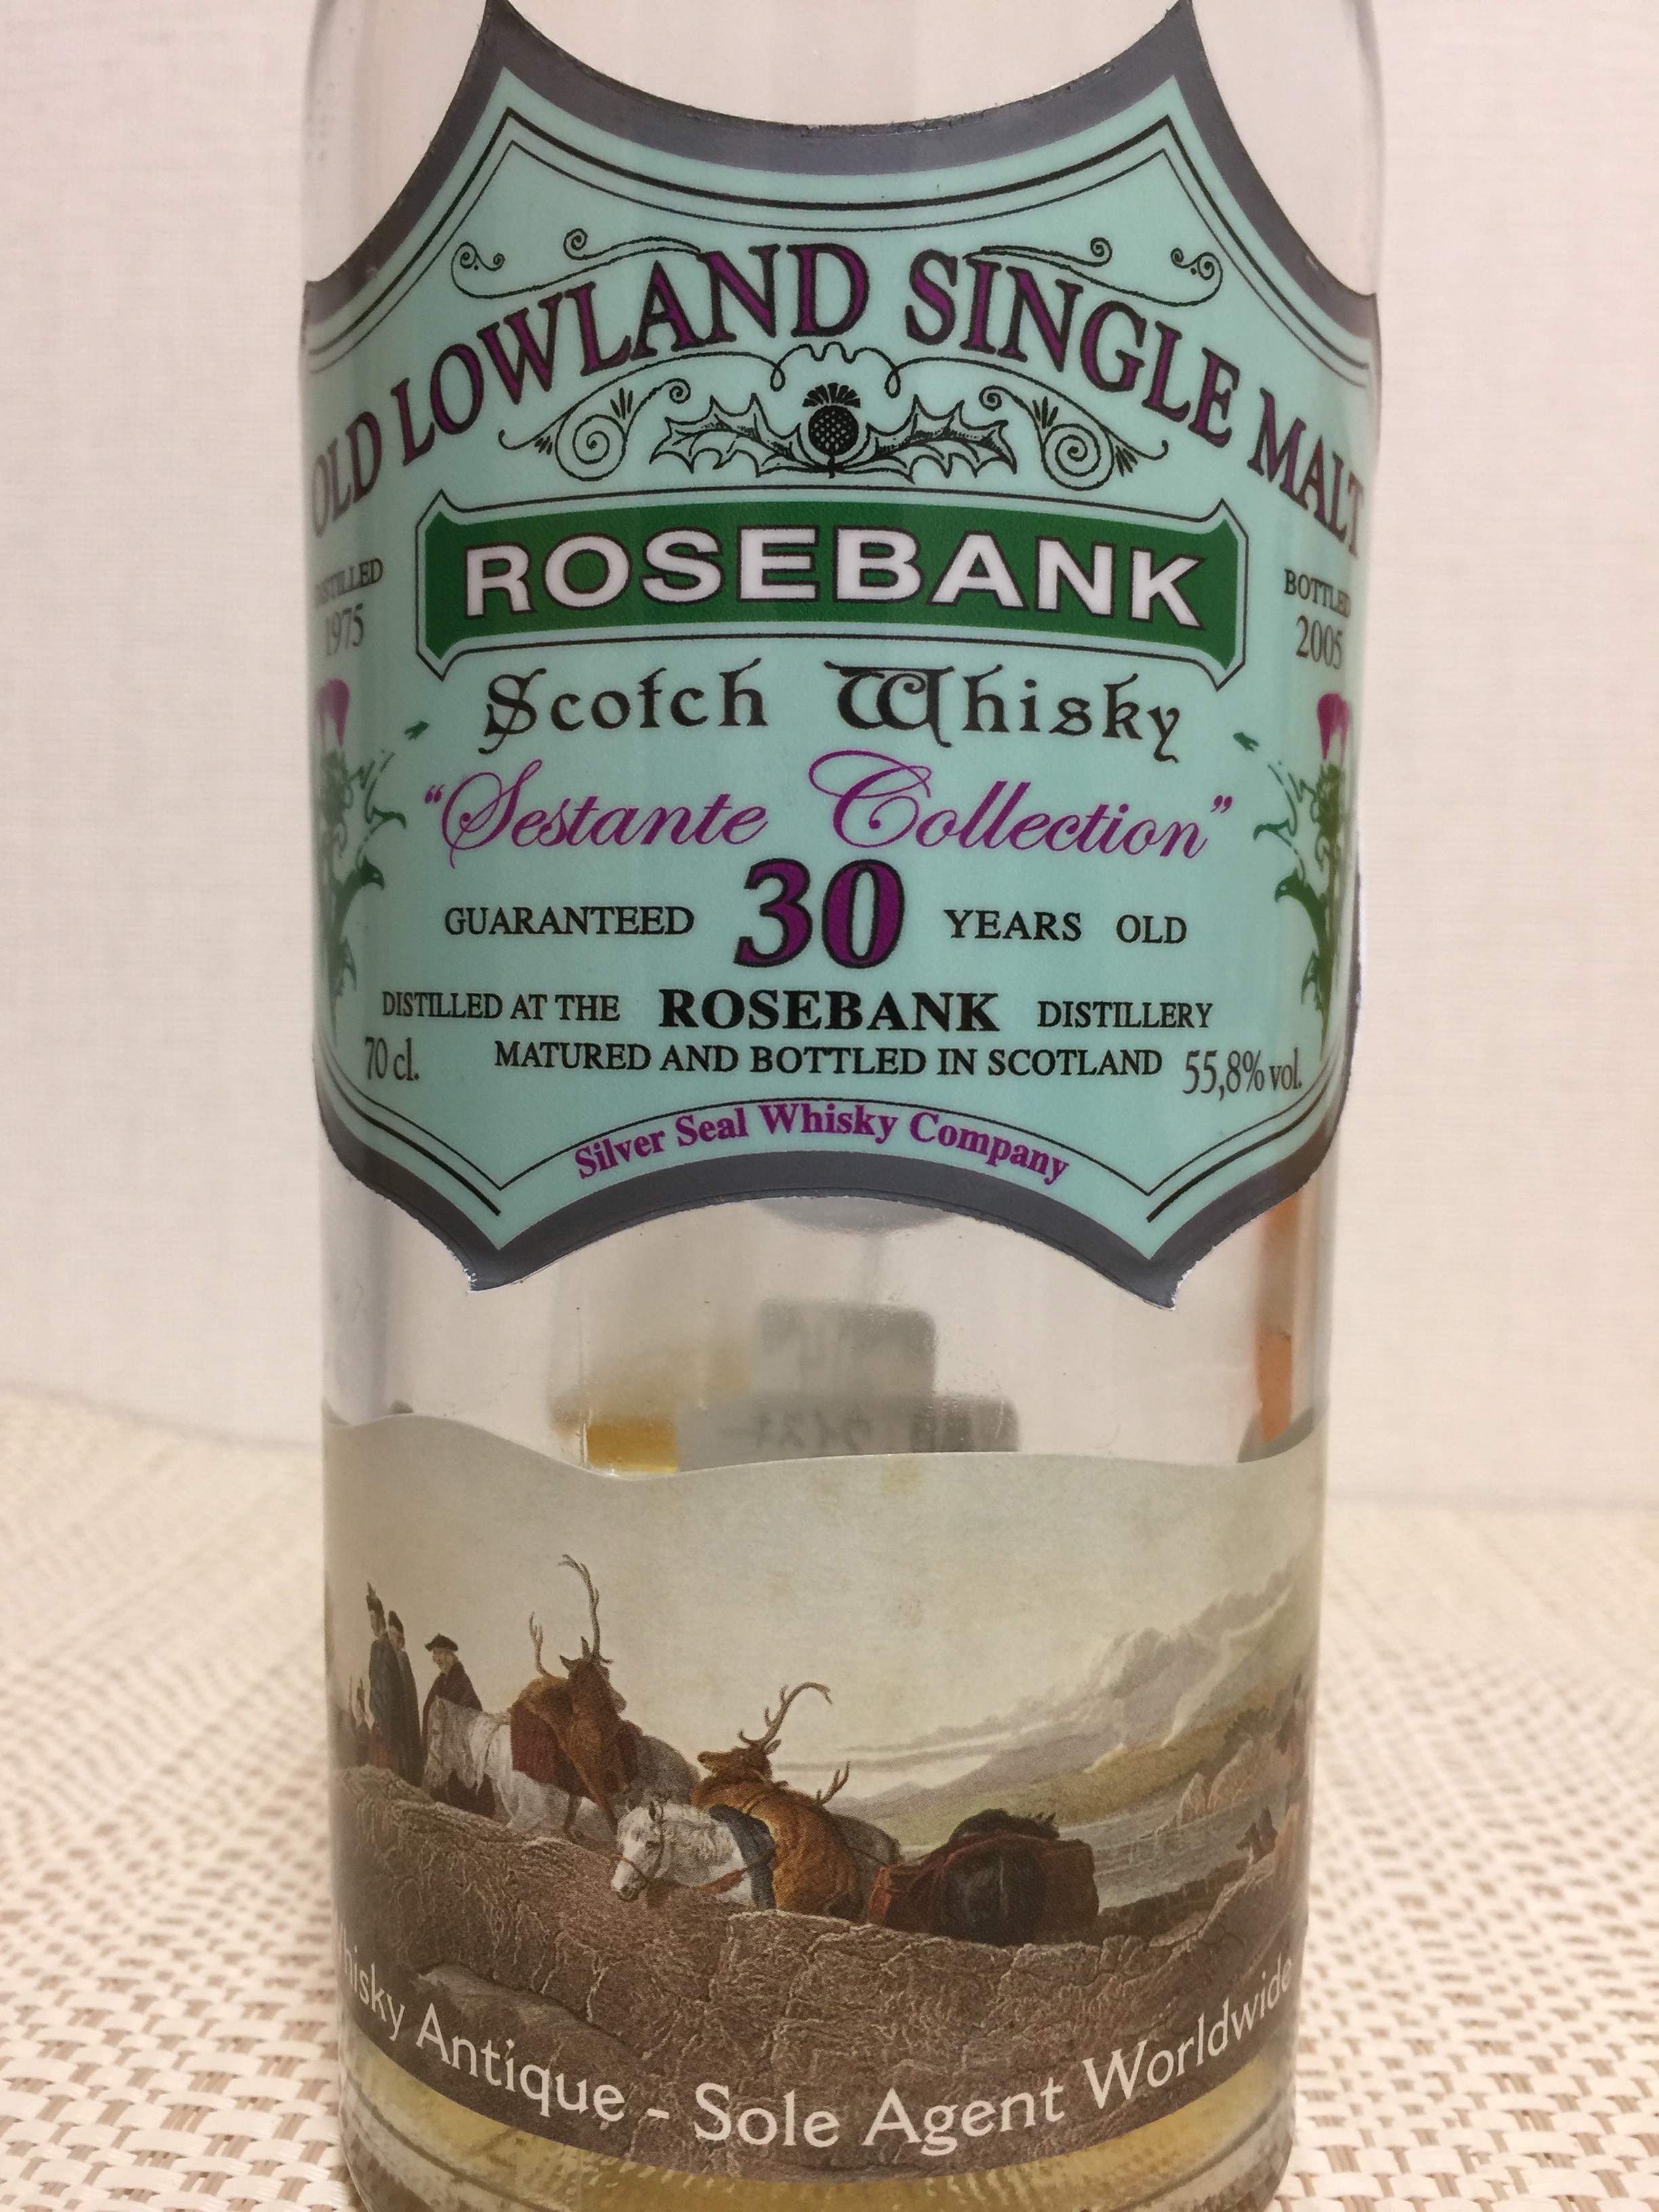 OLD LOWLAND SINGLE MALT
ROSEBANK
DISTILLED
1975
BOTTLED
2005
Scotch Whisky
"Sestante Collection"
GUARANTEED 30 YEARS OLD
DISTILLED AT THE ROSEBANK DISTILLERY
70 cl. MATURED AND BOTTLED IN SCOTLAND 55,8% vol.
Silver Seal Whisky Company
Whisky Antique - Sole Agent Worldwide